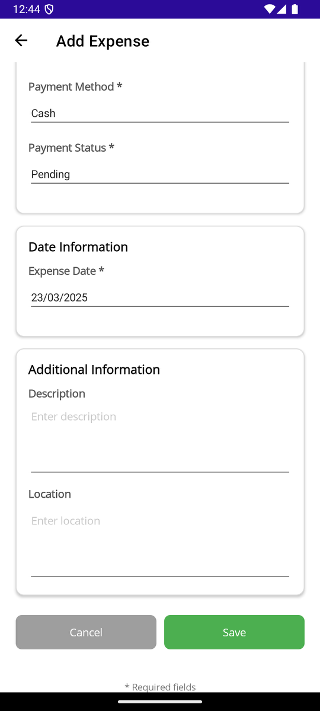 12:44
Add Expense
Payment Method *
Cash
Payment Status *
Pending
Date Information
Expense Date *
23/03/2025
Additional Information
Description
Enter description
Location
Enter location
Cancel
Save
* Required fields